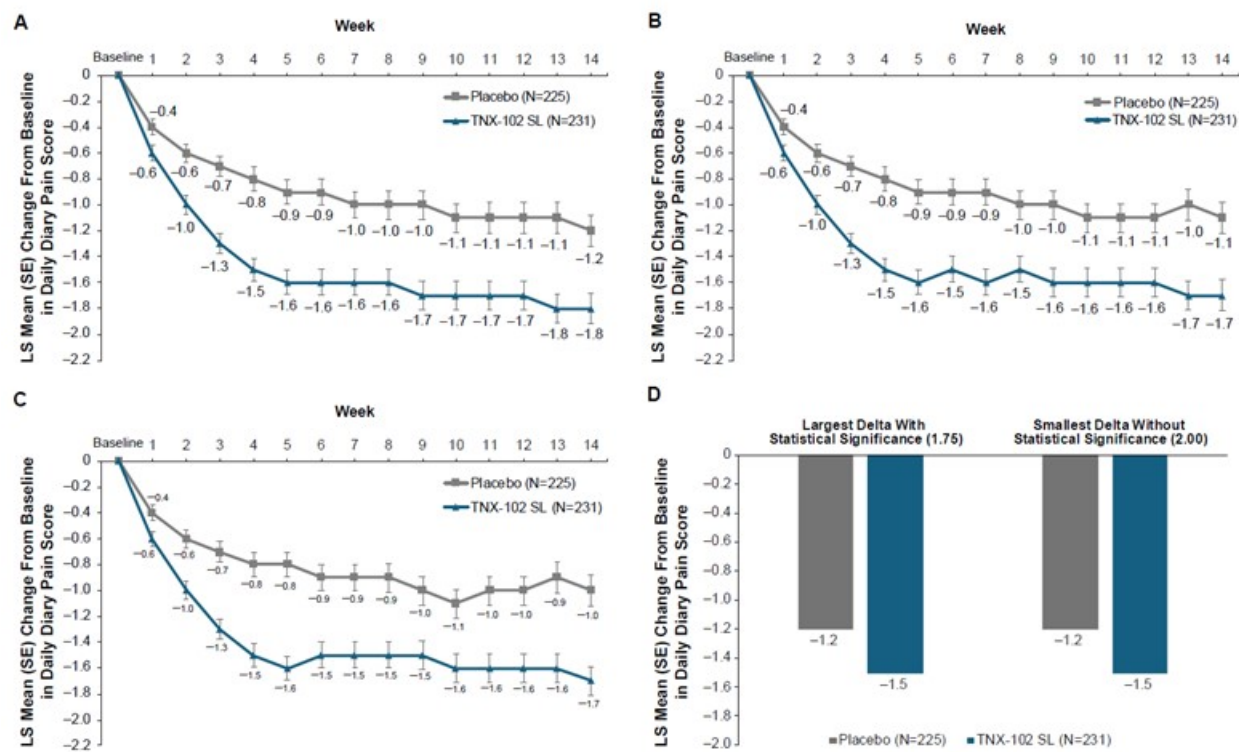 A
Week
Baseline 1 2 3 4 5 6 7 8 9 10 11 12 13 14
LS Mean (SE) Change From Baseline
in Daily Diary Pain Score
0
–0.2
–0.4
–0.6
–0.8
–1.0
–1.2
–1.4
–1.6
–1.8
–2.0
–2.2
Placebo (N=225)
TNX-102 SL (N=231)
–0.4 –0.6 –0.7 –0.8 –0.9 –0.9 –1.0 –1.0 –1.0 –1.1 –1.1 –1.1 –1.1 –1.2
–0.6 –1.0 –1.3 –1.5 –1.6 –1.6 –1.6 –1.6 –1.7 –1.7 –1.7 –1.7 –1.8 –1.8
B
Week
Baseline 1 2 3 4 5 6 7 8 9 10 11 12 13 14
LS Mean (SE) Change From Baseline
in Daily Diary Pain Score
0
–0.2
–0.4
–0.6
–0.8
–1.0
–1.2
–1.4
–1.6
–1.8
–2.0
–2.2
Placebo (N=225)
TNX-102 SL (N=231)
–0.4 –0.6 –0.7 –0.8 –0.9 –0.9 –0.9 –1.0 –1.0 –1.1 –1.1 –1.1 –1.0 –1.1
–0.6 –1.0 –1.3 –1.5 –1.6 –1.5 –1.6 –1.5 –1.6 –1.6 –1.6 –1.6 –1.7 –1.7
C
Week
Baseline 1 2 3 4 5 6 7 8 9 10 11 12 13 14
LS Mean (SE) Change From Baseline
in Daily Diary Pain Score
0
–0.2
–0.4
–0.6
–0.8
–1.0
–1.2
–1.4
–1.6
–1.8
–2.0
–2.2
Placebo (N=225)
TNX-102 SL (N=231)
–0.4 –0.6 –0.7 –0.8 –0.8 –0.9 –0.9 –0.9 –1.0 –1.1 –1.0 –1.0 –0.9 –1.0
–0.6 –1.0 –1.3 –1.5 –1.6 –1.5 –1.5 –1.5 –1.5 –1.6 –1.6 –1.6 –1.6 –1.7
D
Largest Delta With
Statistical Significance (1.75)
Smallest Delta Without
Statistical Significance (2.00)
LS Mean (SE) Change From Baseline
in Daily Diary Pain Score
0
–0.2
–0.4
–0.6
–0.8
–1.0
–1.2
–1.4
–1.6
–1.8
–2.0
–1.2 –1.5 –1.2 –1.5
Placebo (N=225) TNX-102 SL (N=231)